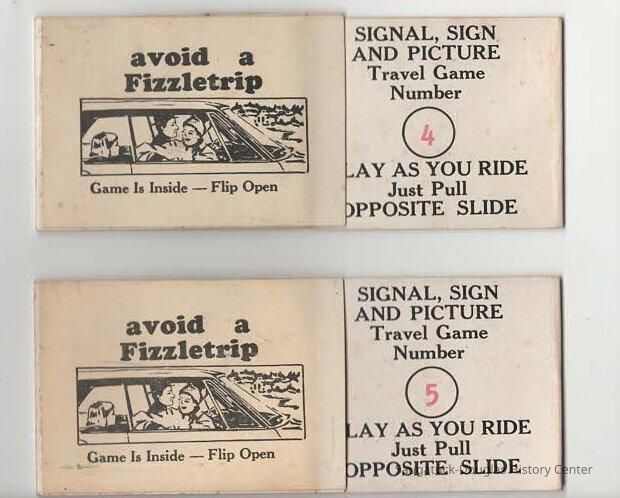 avoid a
Fizzletrip
Game Is Inside — Flip Open
SIGNAL, SIGN
AND PICTURE
Travel Game
Number
4
LAY AS YOU RIDE
Just Pull
OPPOSITE SLIDE
avoid a
Fizzletrip
Game Is Inside — Flip Open
SIGNAL, SIGN
AND PICTURE
Travel Game
Number
5
LAY AS YOU RIDE
Just Pull
OPPOSITE SLIDE
History Center